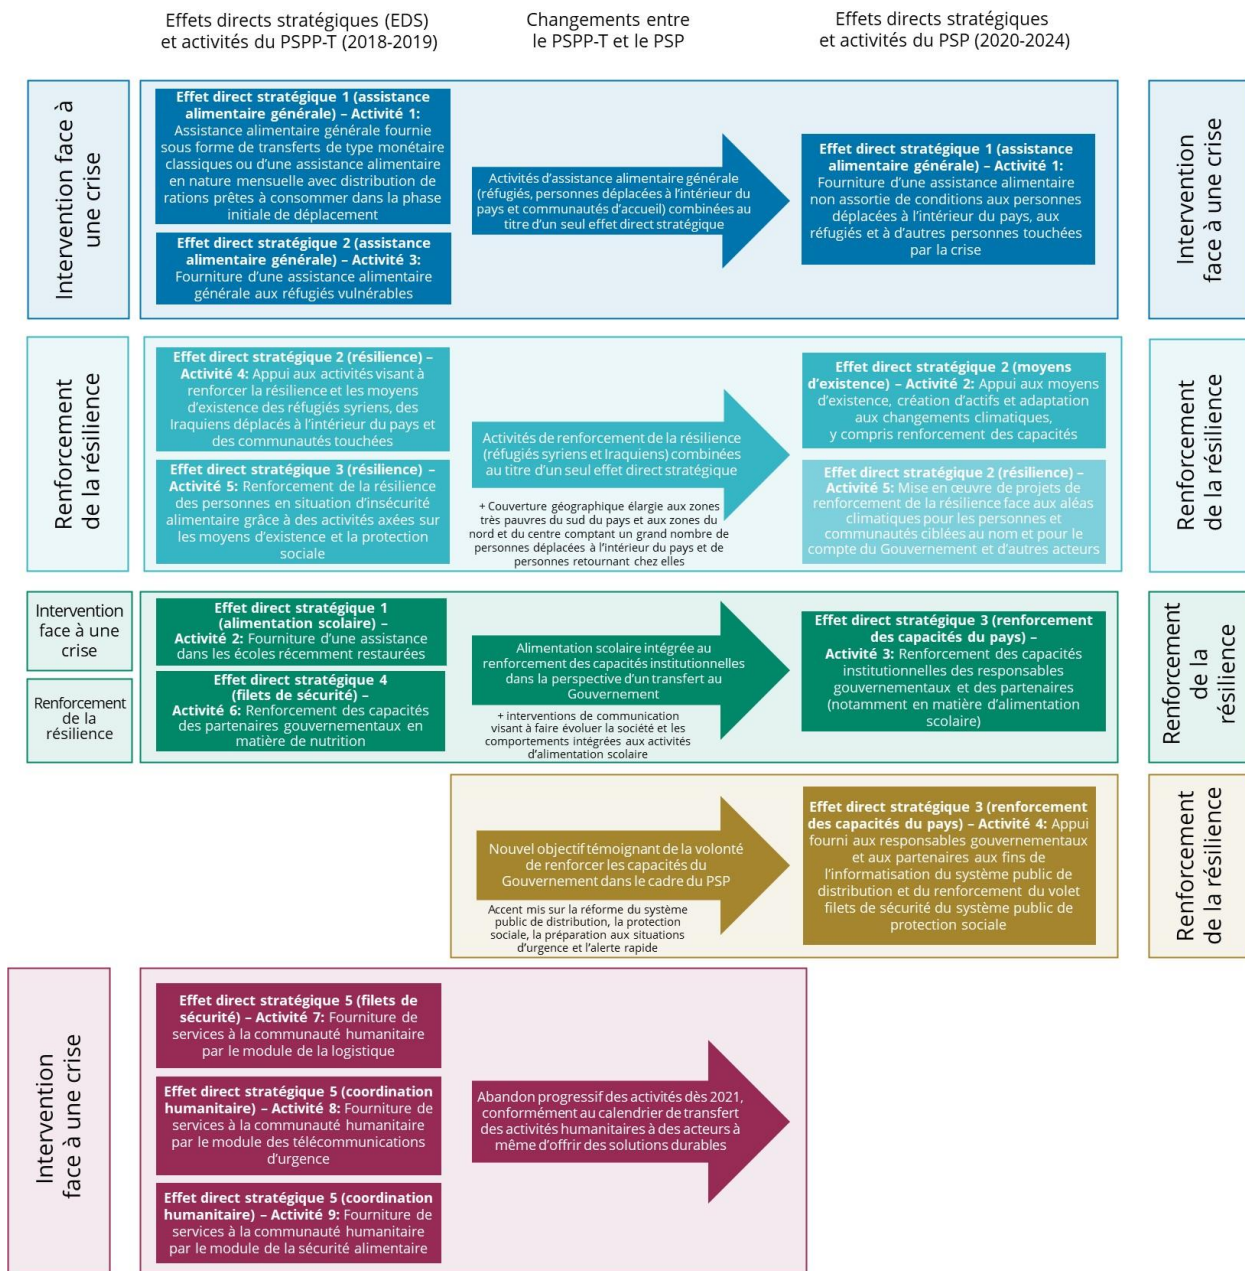 Effets directs stratégiques (EDS)
et activités du PSPP-T (2018-2019)
Changements entre
le PSPP-T et le PSP
Effets directs stratégiques
et activités du PSP (2020-2024)
Intervention face à
une crise
Effet direct stratégique 1 (assistance
alimentaire générale) – Activité 1:
Assistance alimentaire générale fournie
sous forme de transferts de type monétaire
classiques ou d’une assistance alimentaire
en nature mensuelle avec distribution de
rations prêtes à consommer dans la phase
initiale de déplacement
Effet direct stratégique 2 (assistance
alimentaire générale) – Activité 3:
Fourniture d’une assistance alimentaire
générale aux réfugiés vulnérables
Activités d’assistance alimentaire générale
(réfugiés, personnes déplacées à l’intérieur du
pays et communautés d’accueil) combinées au
titre d’un seul effet direct stratégique
Effet direct stratégique 1 (assistance
alimentaire générale) – Activité 1:
Fourniture d’une assistance alimentaire
non assortie de conditions aux personnes
déplacées à l’intérieur du pays, aux
réfugiés et à d’autres personnes touchées
par la crise
Intervention
face à une crise
Renforcement
de la résilience
Effet direct stratégique 2 (résilience) –
Activité 4: Appui aux activités visant à
renforcer la résilience et les moyens
d’existence des réfugiés syriens, des
Iraquiens déplacés à l’intérieur du pays et
des communautés touchées
Effet direct stratégique 3 (résilience) –
Activité 5: Renforcement de la résilience
des personnes en situation d’insécurité
alimentaire grâce à des activités axées sur
les moyens d’existence et la protection
sociale
Activités de renforcement de la résilience
(réfugiés syriens et Iraquiens) combinées
au titre d’un seul effet direct stratégique
+ Couverture géographique élargie aux zones
très pauvres du sud du pays et aux zones du
nord et du centre comptant un grand nombre de
personnes déplacées à l’intérieur du pays et de
personnes retournant chez elles
Effet direct stratégique 2 (moyens
d’existence) – Activité 2: Appui aux moyens
d’existence, création d’actifs et adaptation
aux changements climatiques,
y compris renforcement des capacités
Effet direct stratégique 2 (résilience) –
Activité 5: Mise en œuvre de projets de
renforcement de la résilience face aux aléas
climatiques pour les personnes et
communautés ciblées au nom et pour le
compte du Gouvernement et d’autres acteurs
Renforcement
de la résilience
Intervention
face à une
crise
Renforcement
de la
résilience
Effet direct stratégique 1
(alimentation scolaire) –
Activité 2: Fourniture d’une assistance
dans les écoles récemment restaurées
Effet direct stratégique 4
(filets de sécurité) –
Activité 6: Renforcement des capacités
des partenaires gouvernementaux en
matière de nutrition
Alimentation scolaire intégrée au
renforcement des capacités institutionnelles
dans la perspective d’un transfert au
Gouvernement
+ interventions de communication
visant à faire évoluer la société et les
comportements intégrées aux activités
d’alimentation scolaire
Effet direct stratégique 3 (renforcement
des capacités du pays) –
Activité 3: Renforcement des capacités
institutionnelles des responsables
gouvernementaux et des partenaires
(notamment en matière d’alimentation
scolaire)
Renforcement
de la
résilience
Nouvel objectif témoignant de la volonté
de renforcer les capacités du
Gouvernement dans le cadre du PSP
Accent mis sur la réforme du système
public de distribution, la protection
sociale, la préparation aux situations
d’urgence et l’alerte rapide
Effet direct stratégique 3 (renforcement
des capacités du pays) – Activité 4: Appui
fourni aux responsables gouvernementaux
et aux partenaires aux fins de
l’informatisation du système public de
distribution et du renforcement du volet
filets de sécurité du système public de
protection sociale
Renforcement
de la résilience
Intervention
face à une crise
Effet direct stratégique 5 (filets de
sécurité) – Activité 7: Fourniture de
services à la communauté humanitaire
par le module de la logistique
Effet direct stratégique 5 (coordination
humanitaire) – Activité 8: Fourniture de
services à la communauté humanitaire
par le module des télécommunications
d’urgence
Effet direct stratégique 5 (coordination
humanitaire) – Activité 9: Fourniture de
services à la communauté humanitaire
par le module de la sécurité alimentaire
Abandon progressif des activités dès 2021,
conformément au calendrier de transfert
des activités humanitaires à des acteurs à
même d’offrir des solutions durables